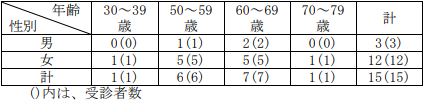 年齢
性別
30～39歳 50～59歳 60～69歳 70～79歳 計
男 0(0) 1(1) 2(2) 0(0) 3(3)
女 1(1) 5(5) 5(5) 1(1) 12(12)
計 1(1) 6(6) 7(7) 1(1) 15(15)
()内は、受診者数